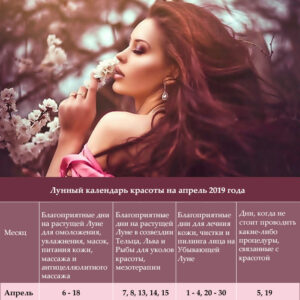 Лунный календарь красоты на апрель 2019 года
Месяц
Благоприятные дни
на растущей Луне
для омоложения,
увлажнения, масок,
питания кожи,
массажа и
антицеллюлитного
массажа
Благоприятные
дни на растущей
Луне в созвездии
Тельца, Льва и
Рыбы для уколов
красоты,
мезотерапии
Благоприятные
дни для лечния
кожи, чистки и
пилинга лица на
Убывающей
Луне
Дни, когда не
стоит проводить
какие-либо
процедуры,
связанные с
красотой
Апрель
6 - 18
7, 8, 13, 14, 15
1 - 4, 20 - 30
5, 19